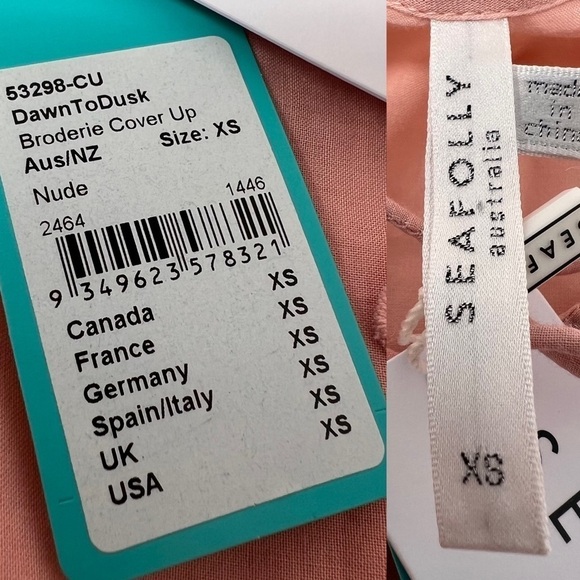 53298-CU
DawnToDusk
Broderie Cover Up
Aus/NZ Size: XS
Nude
2464 1446
9 349623 578321
Canada XS
France XS
Germany XS
Spain/Italy XS
UK XS
USA XS
SEAFOLLY
australia
XS
made
in
china
SEAF